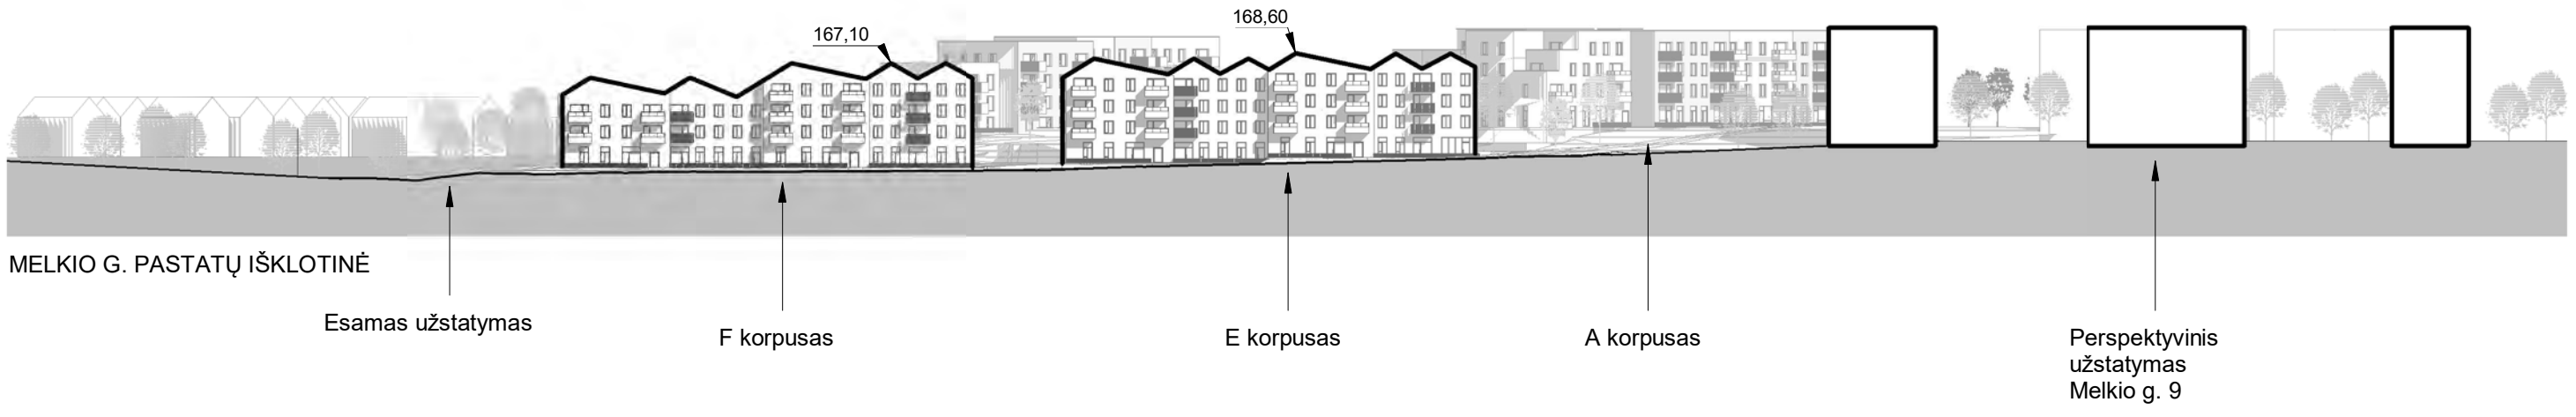 167,10
168,60
MELKIO G. PASTATŲ IŠKLOTINĖ
Esamas užstatymas
F korpusas
E korpusas
A korpusas
Perspektyvinis
užstatymas
Melkio g. 9